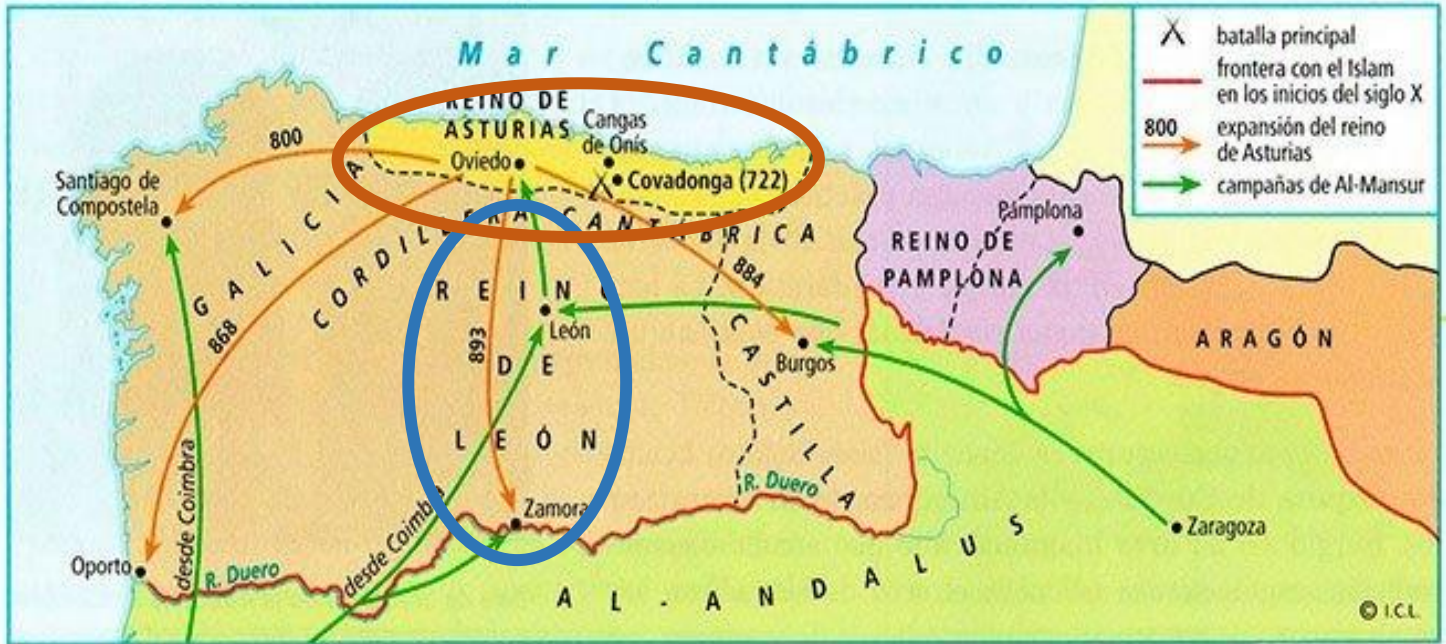 Mar Cantábrico
REINO DE
ASTURIAS
Cangas
de Onís
Oviedo
Covadonga (722)
800
Santiago de
Compostela
GALICIA
CORDILLERA CANTÁBRICA
868
893
884
REINO
DE
LEÓN
León
CASTILLA
Burgos
REINO DE
PAMPLONA
Pamplona
ARAGÓN
Zamora
R. Duero
Zaragoza
desde Coimbra
desde Coimbra
Oporto
R. Duero
AL-ANDALUS
batalla principal
frontera con el Islam
en los inicios del siglo X
800
expansión del reino
de Asturias
campañas de Al-Mansur
© I.C.L.